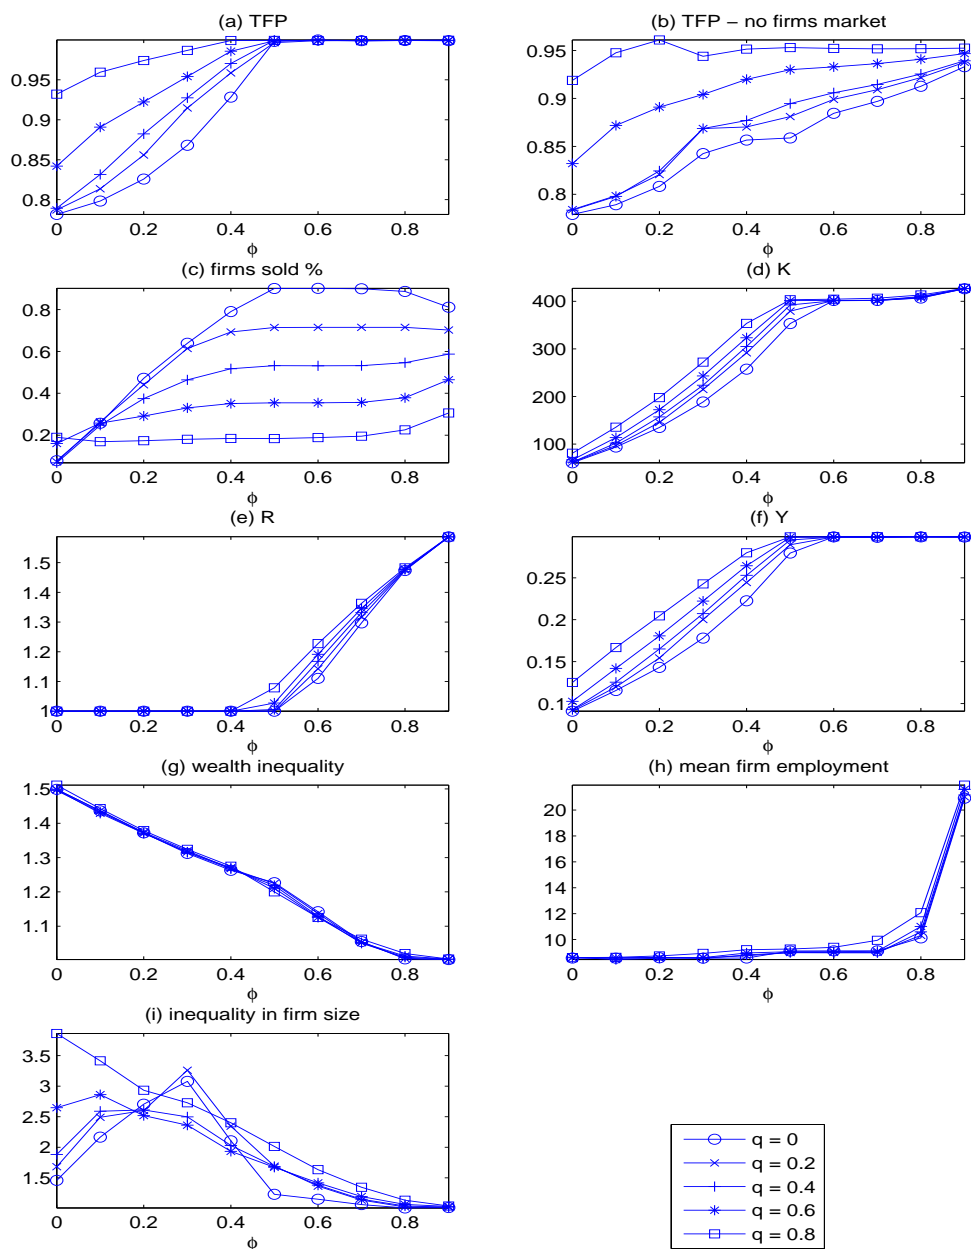 (a) TFP
0.95
0.9
0.85
0.8
0 0.2 0.4 0.6 0.8
ϕ
(b) TFP – no firms market
0.95
0.9
0.85
0.8
0 0.2 0.4 0.6 0.8
ϕ
(c) firms sold %
0.8
0.6
0.4
0.2
0 0.2 0.4 0.6 0.8
ϕ
(d) K
400
300
200
100
0 0.2 0.4 0.6 0.8
ϕ
(e) R
1.5
1.4
1.3
1.2
1.1
1
0 0.2 0.4 0.6 0.8
ϕ
(f) Y
0.25
0.2
0.15
0.1
0 0.2 0.4 0.6 0.8
ϕ
(g) wealth inequality
1.5
1.4
1.3
1.2
1.1
0 0.2 0.4 0.6 0.8
ϕ
(h) mean firm employment
20
18
16
14
12
10
0 0.2 0.4 0.6 0.8
ϕ
(i) inequality in firm size
3.5
3
2.5
2
1.5
0 0.2 0.4 0.6 0.8
ϕ
q = 0
q = 0.2
q = 0.4
q = 0.6
q = 0.8